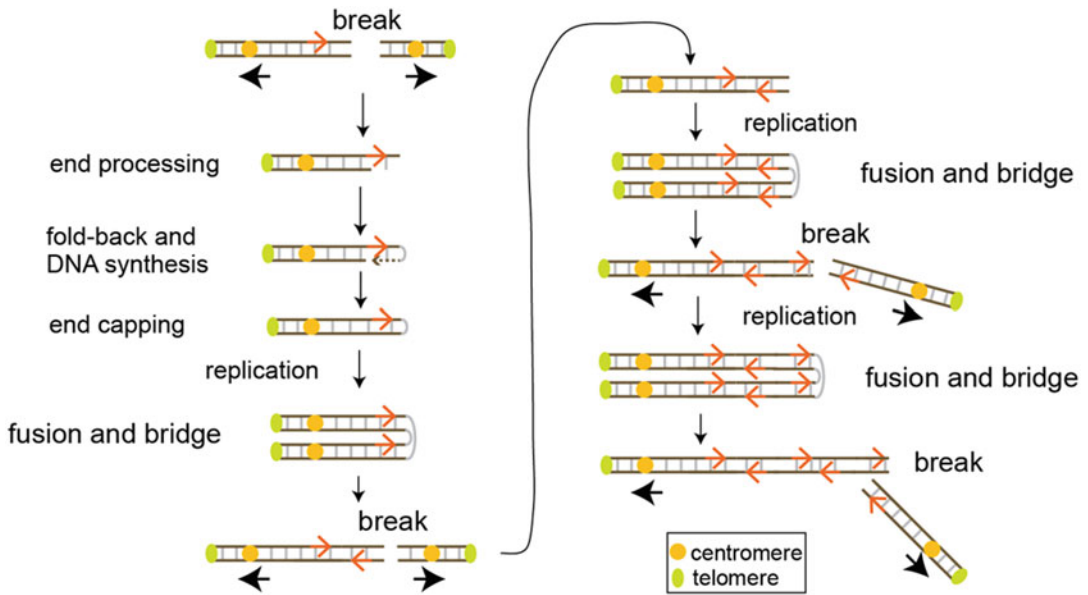 break
end processing
fold-back and
DNA synthesis
end capping
replication
fusion and bridge
break
replication
fusion and bridge
break
replication
fusion and bridge
break
centromere
telomere